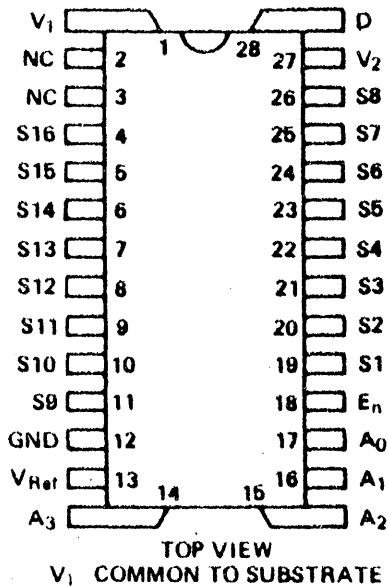 V₁ 1 28 D
NC 2 27 V₂
NC 3 26 S8
S16 4 25 S7
S15 5 24 S6
S14 6 23 S5
S13 7 22 S4
S12 8 21 S3
S11 9 20 S2
S10 10 19 S1
S9 11 18 Eₙ
GND 12 17 A₀
VRef 13 16 A₁
A₃ 14 15 A₂
TOP VIEW
V₁ COMMON TO SUBSTRATE